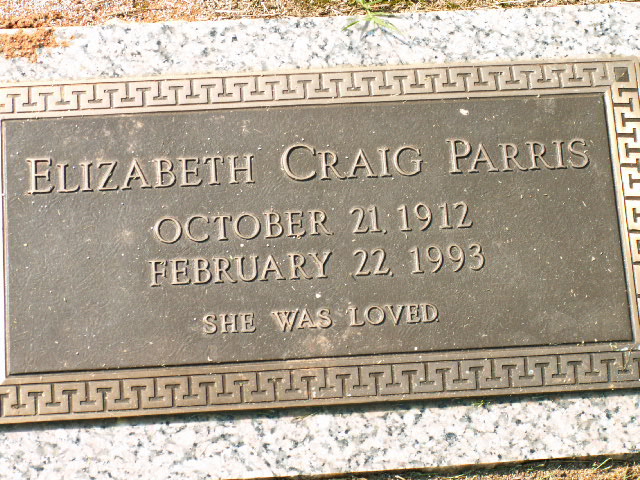 ELIZABETH CRAIG PARRIS
OCTOBER 21, 1912
FEBRUARY 22, 1993
SHE WAS LOVED